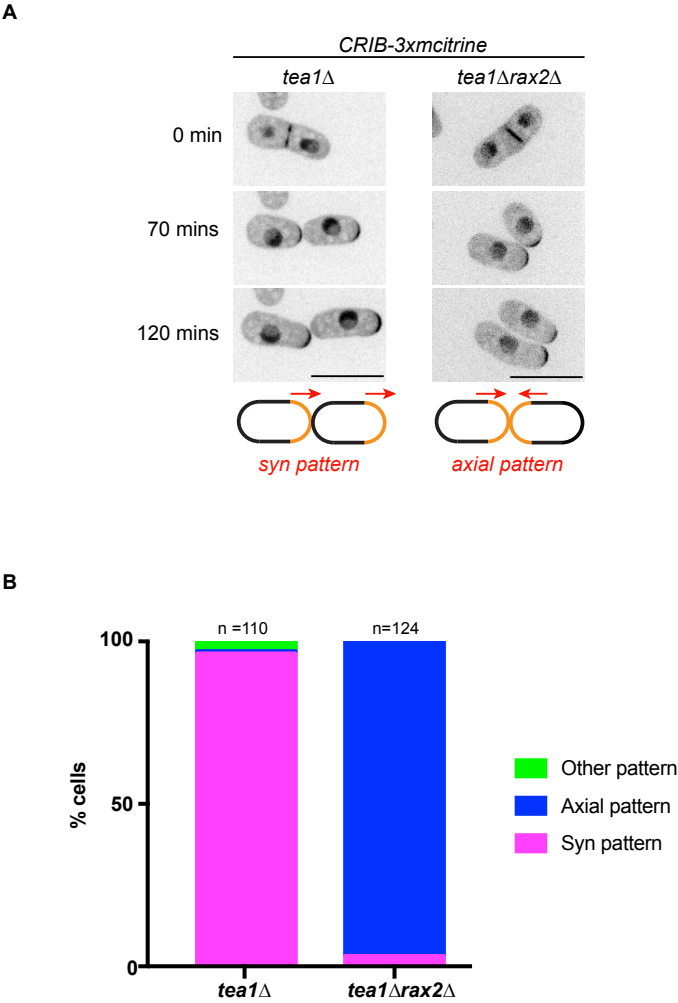 A
CRIB-3xmcitrine
tea1Δ
tea1Δrax2Δ
0 min
70 mins
120 mins
syn pattern
axial pattern
B
n =110
n=124
100
50
0
% cells
Other pattern
Axial pattern
Syn pattern
tea1Δ
tea1Δrax2Δ